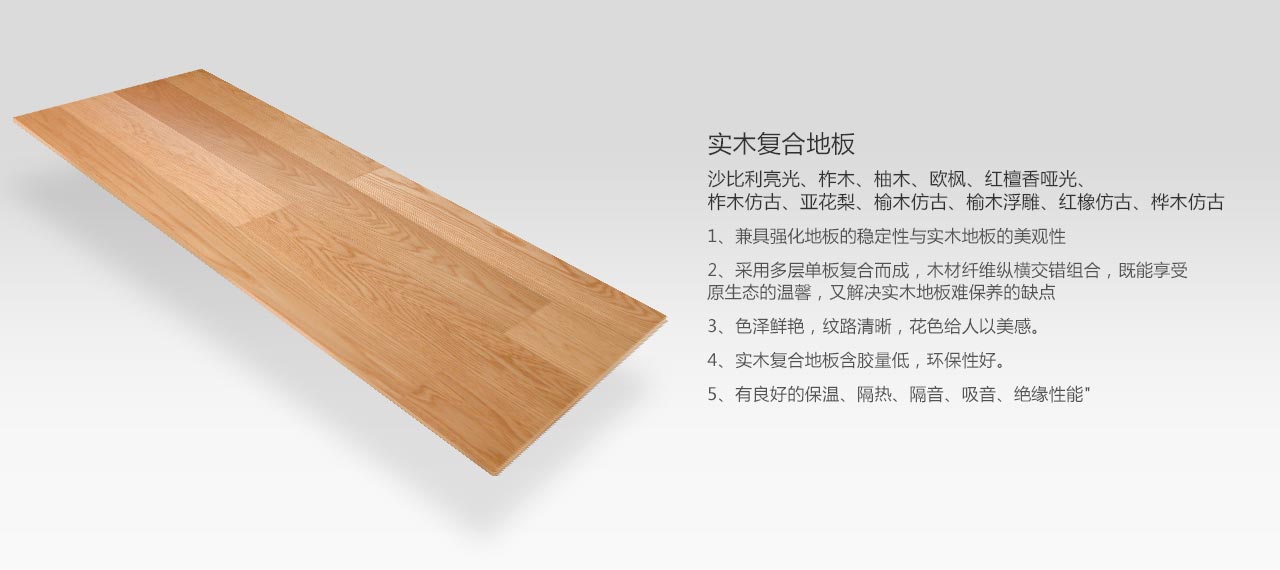 实木复合地板
沙比利亮光、柞木、柚木、欧枫、红檀香哑光、
柞木仿古、亚花梨、榆木仿古、榆木浮雕、红橡仿古、桦木仿古
1、兼具强化地板的稳定性与实木地板的美观性
2、采用多层单板复合而成，木材纤维纵横交错组合，既能享受
原生态的温馨，又解决实木地板难保养的缺点
3、色泽鲜艳，纹路清晰，花色给人以美感。
4、实木复合地板含胶量低，环保性好。
5、有良好的保温、隔热、隔音、吸音、绝缘性能"